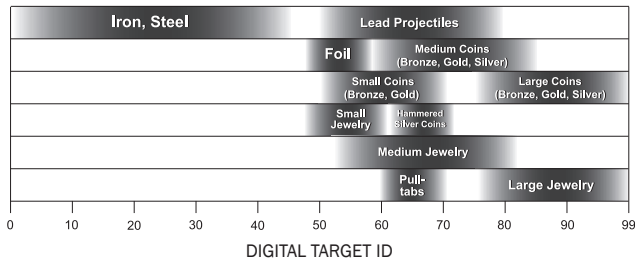 Iron, Steel
Lead Projectiles
Foil
Medium Coins
(Bronze, Gold, Silver)
Small Coins
(Bronze, Gold)
Large Coins
(Bronze, Gold, Silver)
Small
Jewelry
Hammered
Silver Coins
Medium Jewelry
Pull-
tabs
Large Jewelry
0 10 20 30 40 50 60 70 80 90 99
DIGITAL TARGET ID